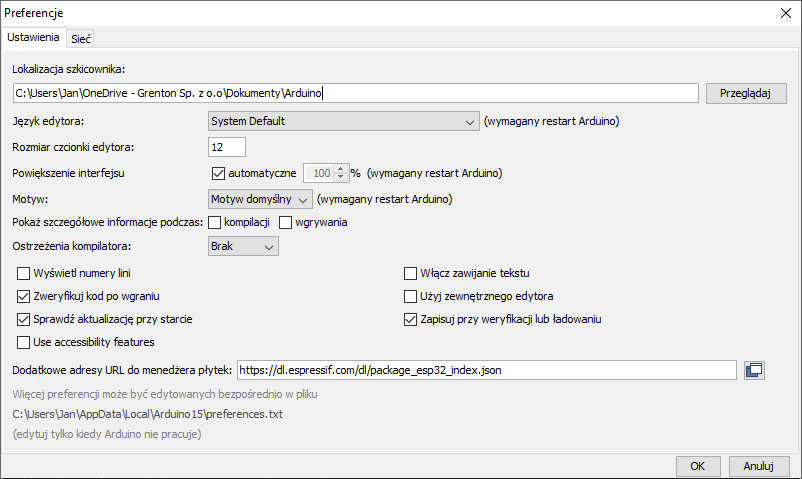 Preferencje
Ustawienia Sieć
Lokalizacja szkicownika:
C:\Users\Jan\OneDrive - Grenton Sp. z o.o\Dokumenty\Arduino Przeglądaj
Język edytora: System Default (wymagany restart Arduino)
Rozmiar czcionki edytora: 12
Powiększenie interfejsu automatyczne 100 % (wymagany restart Arduino)
Motyw: Motyw domyślny (wymagany restart Arduino)
Pokaż szczegółowe informacje podczas: kompilacji wgrywania
Ostrzeżenia kompilatora: Brak
Wyświetl numery lini Włącz zawijanie tekstu
Zweryfikuj kod po wgraniu Użyj zewnętrznego edytora
Sprawdź aktualizację przy starcie Zapisuj przy weryfikacji lub ładowaniu
Use accessibility features
Dodatkowe adresy URL do menedżera płytek: https://dl.espressif.com/dl/package_esp32_index.json
Więcej preferencji może być edytowanych bezpośrednio w pliku
C:\Users\Jan\AppData\Local\Arduino15\preferences.txt
(edytuj tylko kiedy Arduino nie pracuje)
OK Anuluj